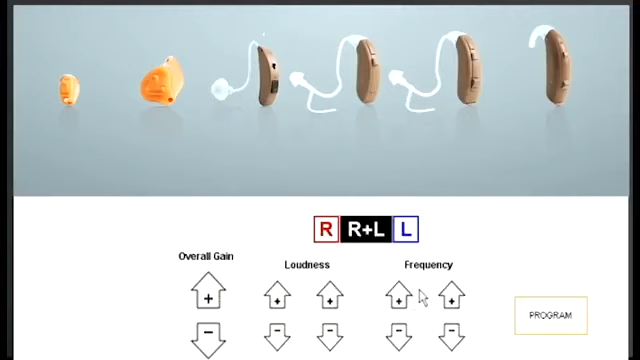 R R+L L
Overall Gain
Loudness
Frequency
+ + + + +
PROGRAM
- - - - -